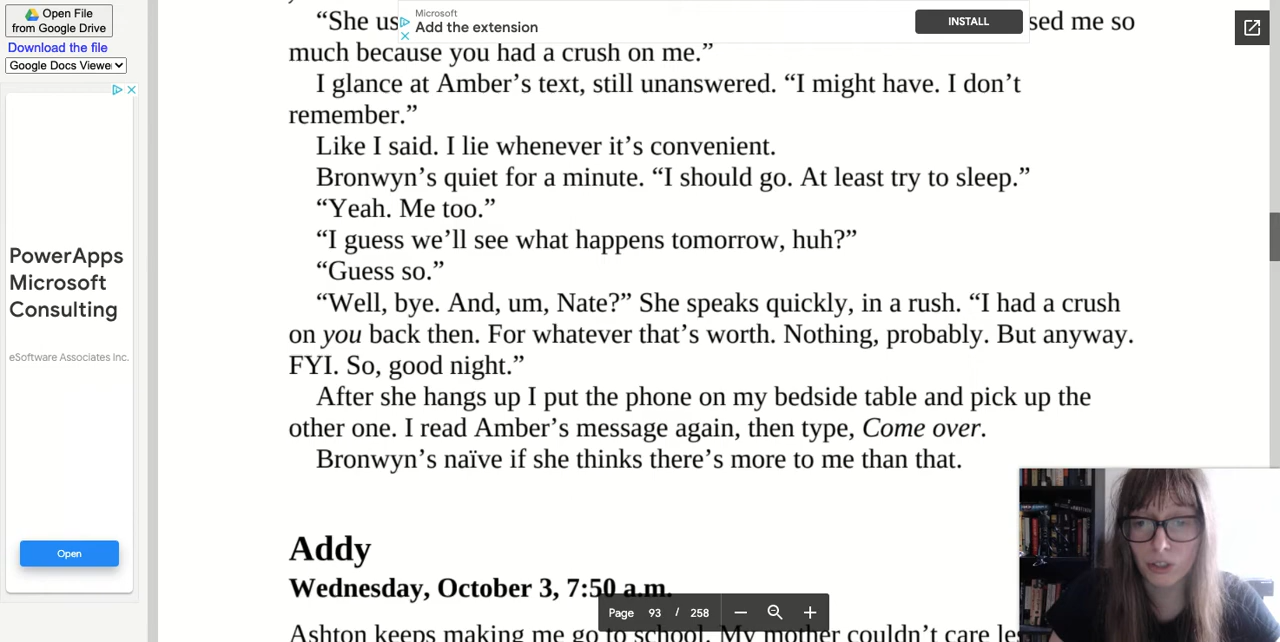 Open File
from Google Drive
Download the file
Google Docs Viewe
PowerApps
Microsoft
Consulting
eSoftware Associates Inc.
Open
Microsoft
Add the extension
INSTALL
“She us sed me so
much because you had a crush on me.”
I glance at Amber’s text, still unanswered. “I might have. I don’t
remember.”
Like I said. I lie whenever it’s convenient.
Bronwyn’s quiet for a minute. “I should go. At least try to sleep.”
“Yeah. Me too.”
“I guess we’ll see what happens tomorrow, huh?”
“Guess so.”
“Well, bye. And, um, Nate?” She speaks quickly, in a rush. “I had a crush
on you back then. For whatever that’s worth. Nothing, probably. But anyway.
FYI. So, good night.”
After she hangs up I put the phone on my bedside table and pick up the
other one. I read Amber’s message again, then type, Come over.
Bronwyn’s naïve if she thinks there’s more to me than that.
Addy
Wednesday, October 3, 7:50 a.m.
Page 93 / 258
Ashton keeps making me go to school. My mother couldn’t care